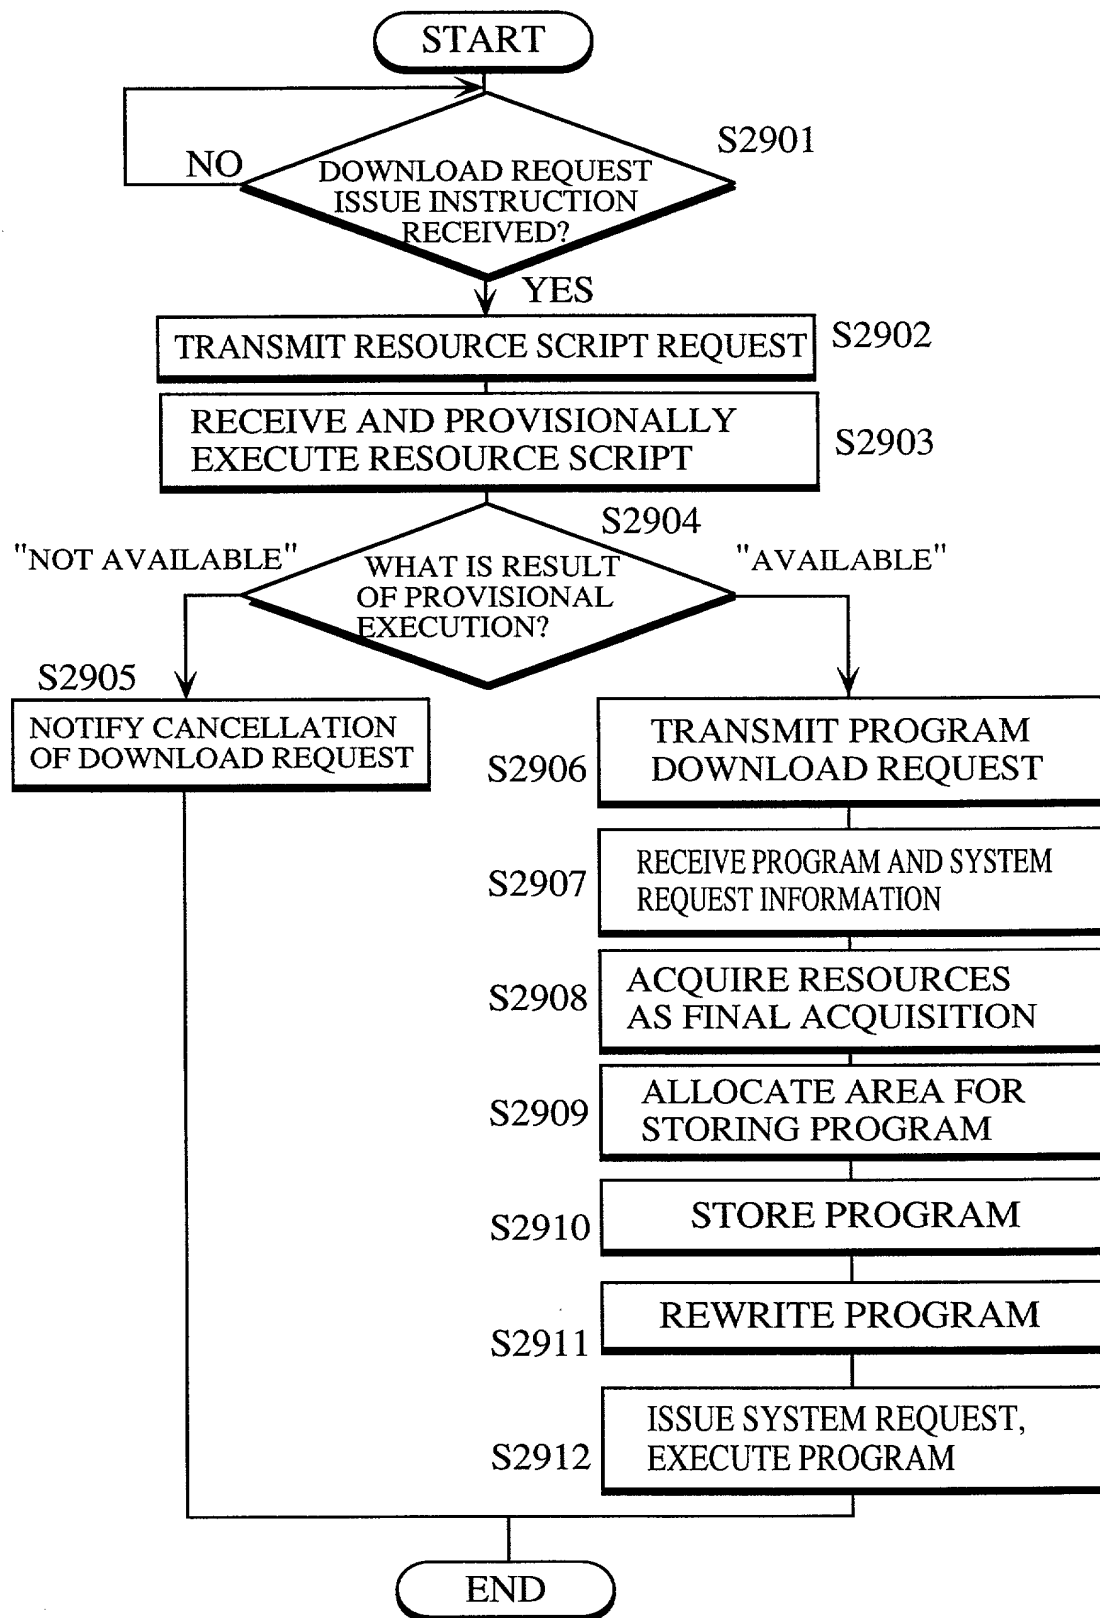 START
S2901
NO
DOWNLOAD REQUEST
ISSUE INSTRUCTION
RECEIVED?
YES
TRANSMIT RESOURCE SCRIPT REQUEST
S2902
RECEIVE AND PROVISIONALLY
EXECUTE RESOURCE SCRIPT
S2903
S2904
"NOT AVAILABLE"
"AVAILABLE"
WHAT IS RESULT
OF PROVISIONAL
EXECUTION?
S2905
NOTIFY CANCELLATION
OF DOWNLOAD REQUEST
S2906
TRANSMIT PROGRAM
DOWNLOAD REQUEST
S2907
RECEIVE PROGRAM AND SYSTEM
REQUEST INFORMATION
S2908
ACQUIRE RESOURCES
AS FINAL ACQUISITION
S2909
ALLOCATE AREA FOR
STORING PROGRAM
S2910
STORE PROGRAM
S2911
REWRITE PROGRAM
S2912
ISSUE SYSTEM REQUEST,
EXECUTE PROGRAM
END